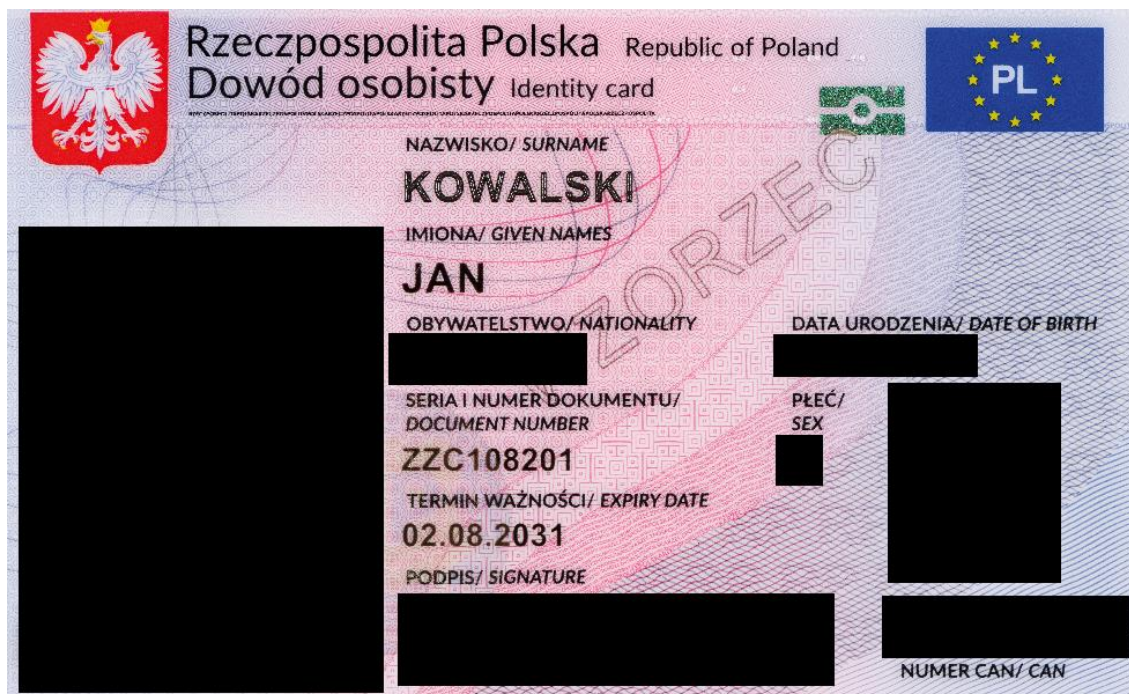 Rzeczpospolita Polska Republic of Poland
Dowód osobisty Identity card
PL
NAZWISKO/ SURNAME
KOWALSKI
IMIONA/ GIVEN NAMES
JAN
OBYWATELSTWO/ NATIONALITY
DATA URODZENIA/ DATE OF BIRTH
SERIA I NUMER DOKUMENTU/
DOCUMENT NUMBER
ZZC108201
PŁEĆ/
SEX
TERMIN WAŻNOŚCI/ EXPIRY DATE
02.08.2031
PODPIS/ SIGNATURE
NUMER CAN/ CAN
WZORZEC